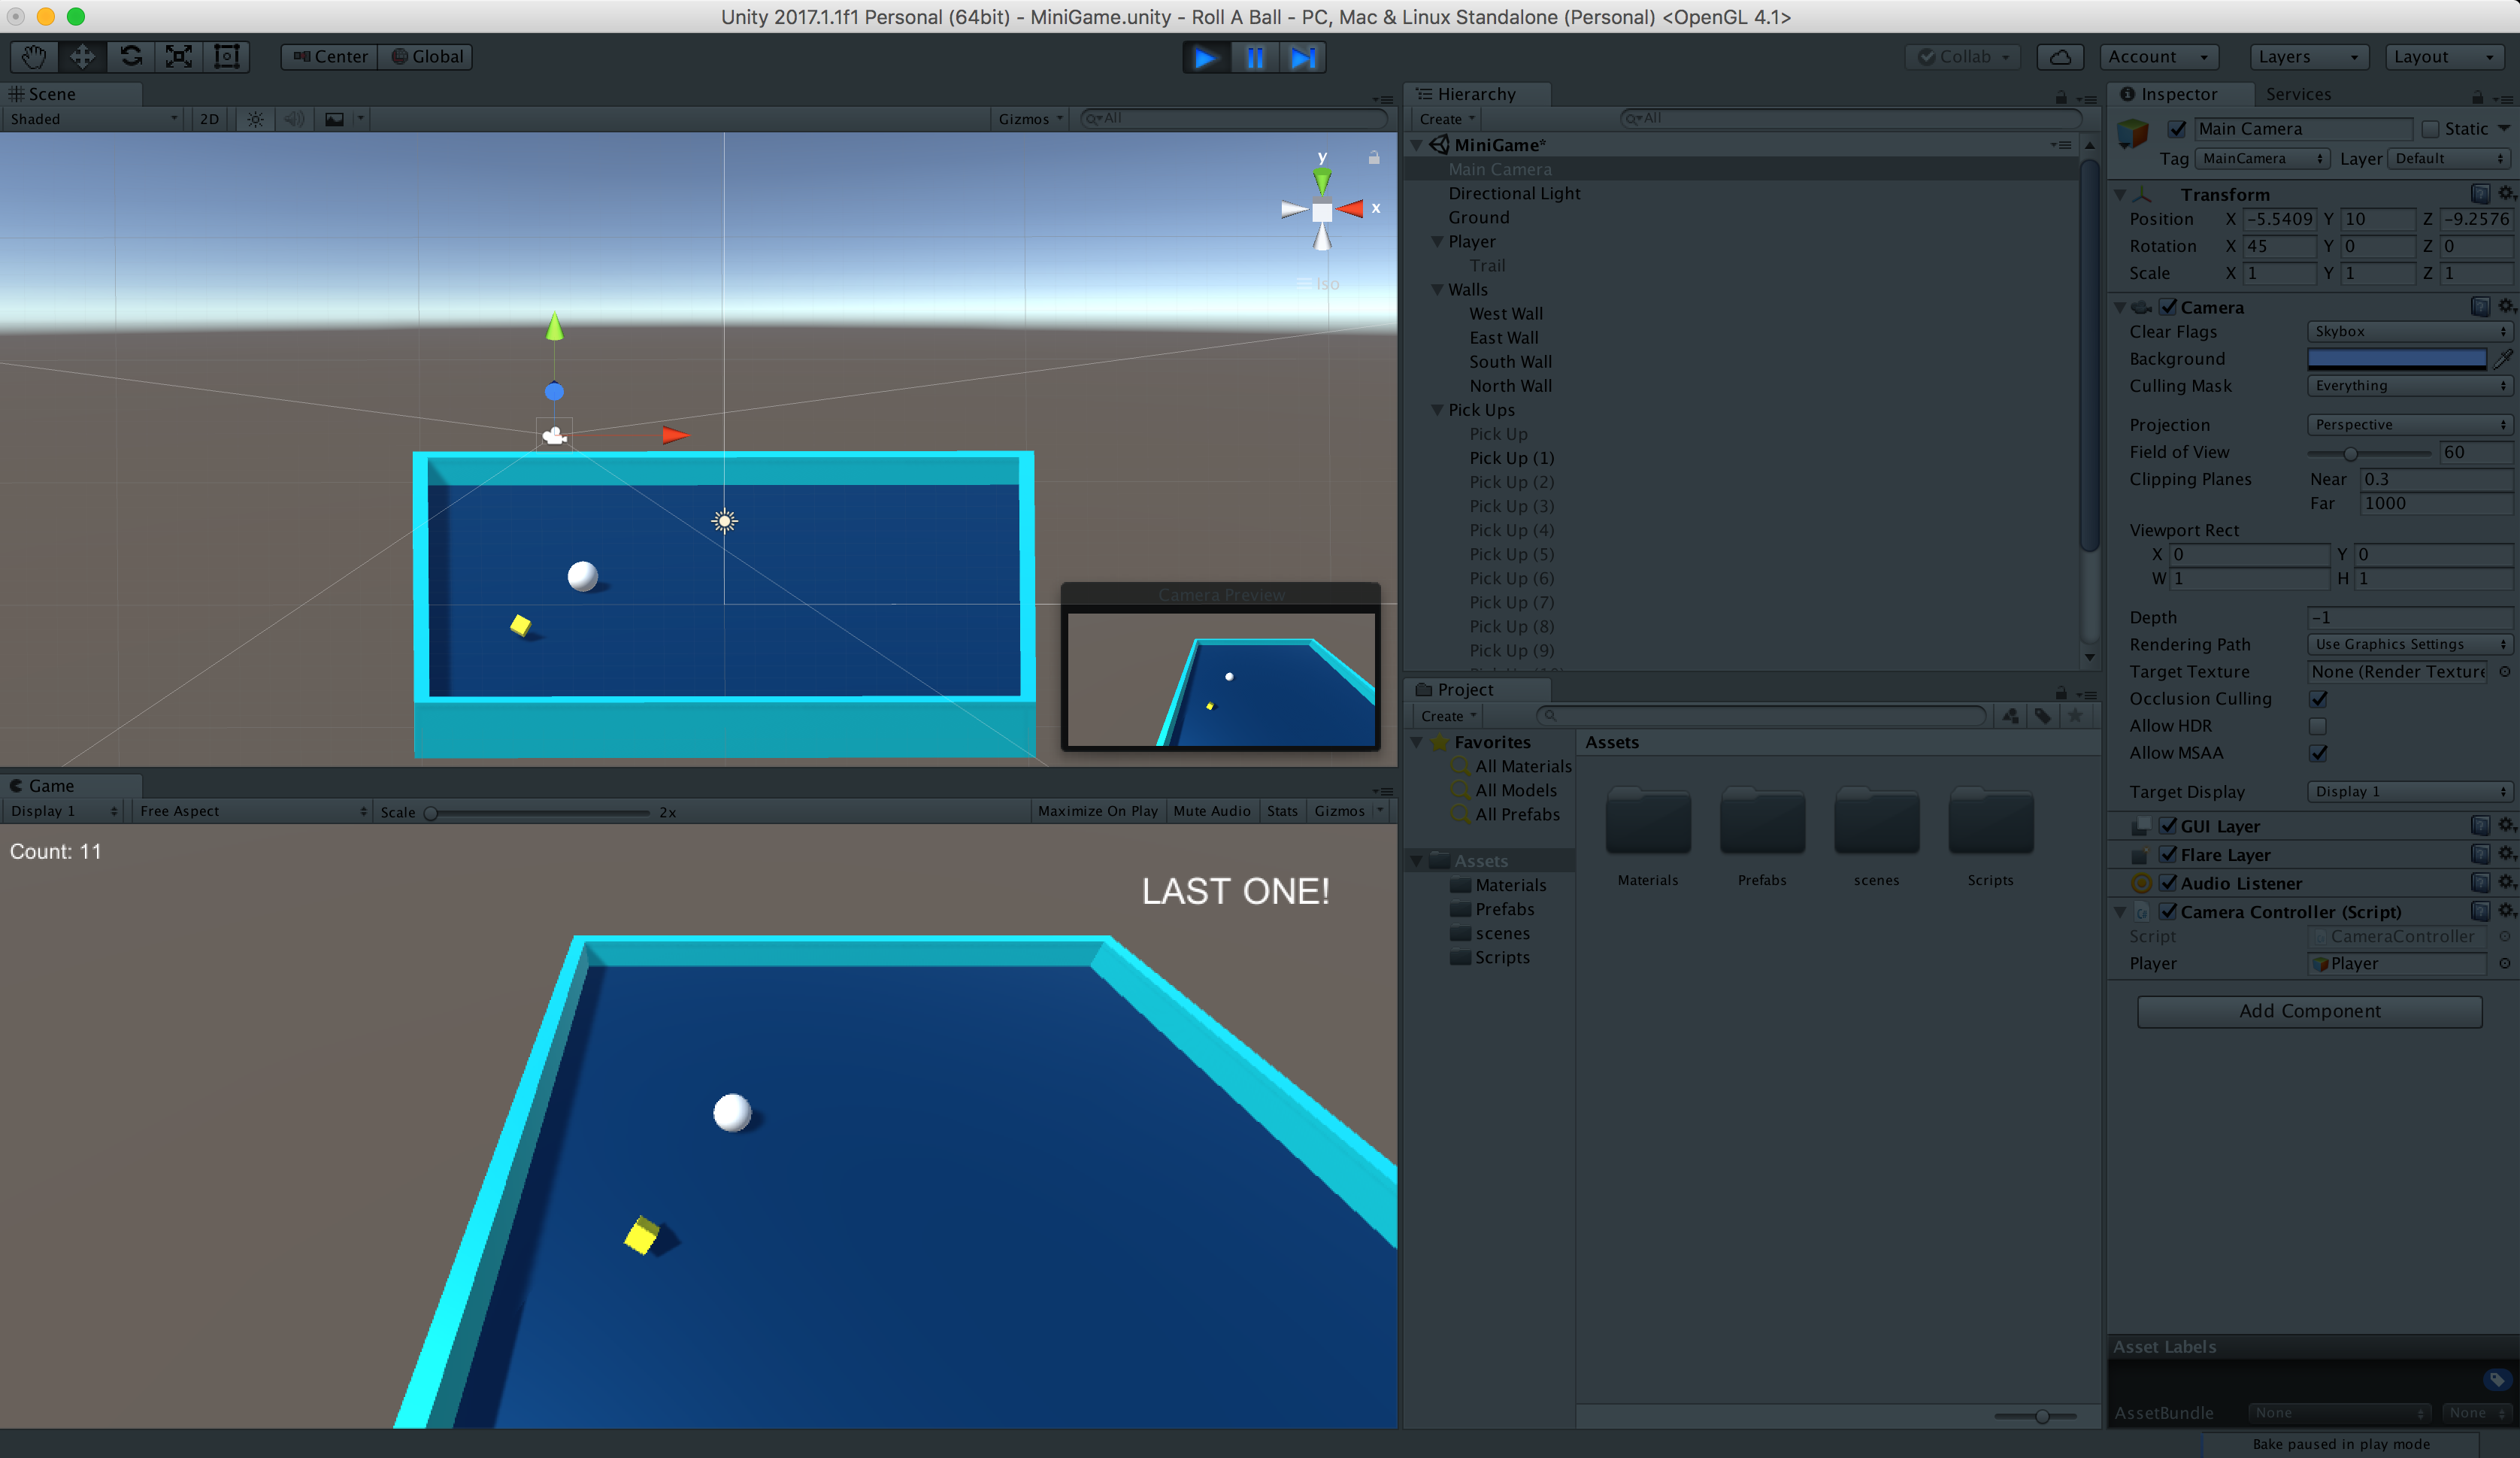 Unity 2017.1.1f1 Personal (64bit) - MiniGame.unity - Roll A Ball - PC, Mac & Linux Standalone (Personal) <OpenGL 4.1>
Center Global Collab Account Layers Layout
Scene
Shaded 2D Gizmos All
y
x
Iso
Camera Preview
Game
Display 1 Free Aspect Scale 2x Maximize On Play Mute Audio Stats Gizmos
Count: 11
LAST ONE!
Hierarchy
Create All
MiniGame*
Main Camera
Directional Light
Ground
Player
Trail
Walls
West Wall
East Wall
South Wall
North Wall
Pick Ups
Pick Up
Pick Up (1)
Pick Up (2)
Pick Up (3)
Pick Up (4)
Pick Up (5)
Pick Up (6)
Pick Up (7)
Pick Up (8)
Pick Up (9)
Project
Create
Favorites
All Materials
All Models
All Prefabs
Assets
Materials
Prefabs
scenes
Scripts
Assets
Materials Prefabs scenes Scripts
Inspector Services
Main Camera Static
Tag MainCamera Layer Default
Transform
Position X -5.5409 Y 10 Z -9.2576
Rotation X 45 Y 0 Z 0
Scale X 1 Y 1 Z 1
Camera
Clear Flags Skybox
Background
Culling Mask Everything
Projection Perspective
Field of View 60
Clipping Planes Near 0.3
Far 1000
Viewport Rect
X 0 Y 0
W 1 H 1
Depth -1
Rendering Path Use Graphics Settings
Target Texture None (Render Texture
Occlusion Culling
Allow HDR
Allow MSAA
Target Display Display 1
GUI Layer
Flare Layer
Audio Listener
Camera Controller (Script)
Script CameraController
Player Player
Add Component
Asset Labels
AssetBundle None None
Bake paused in play mode